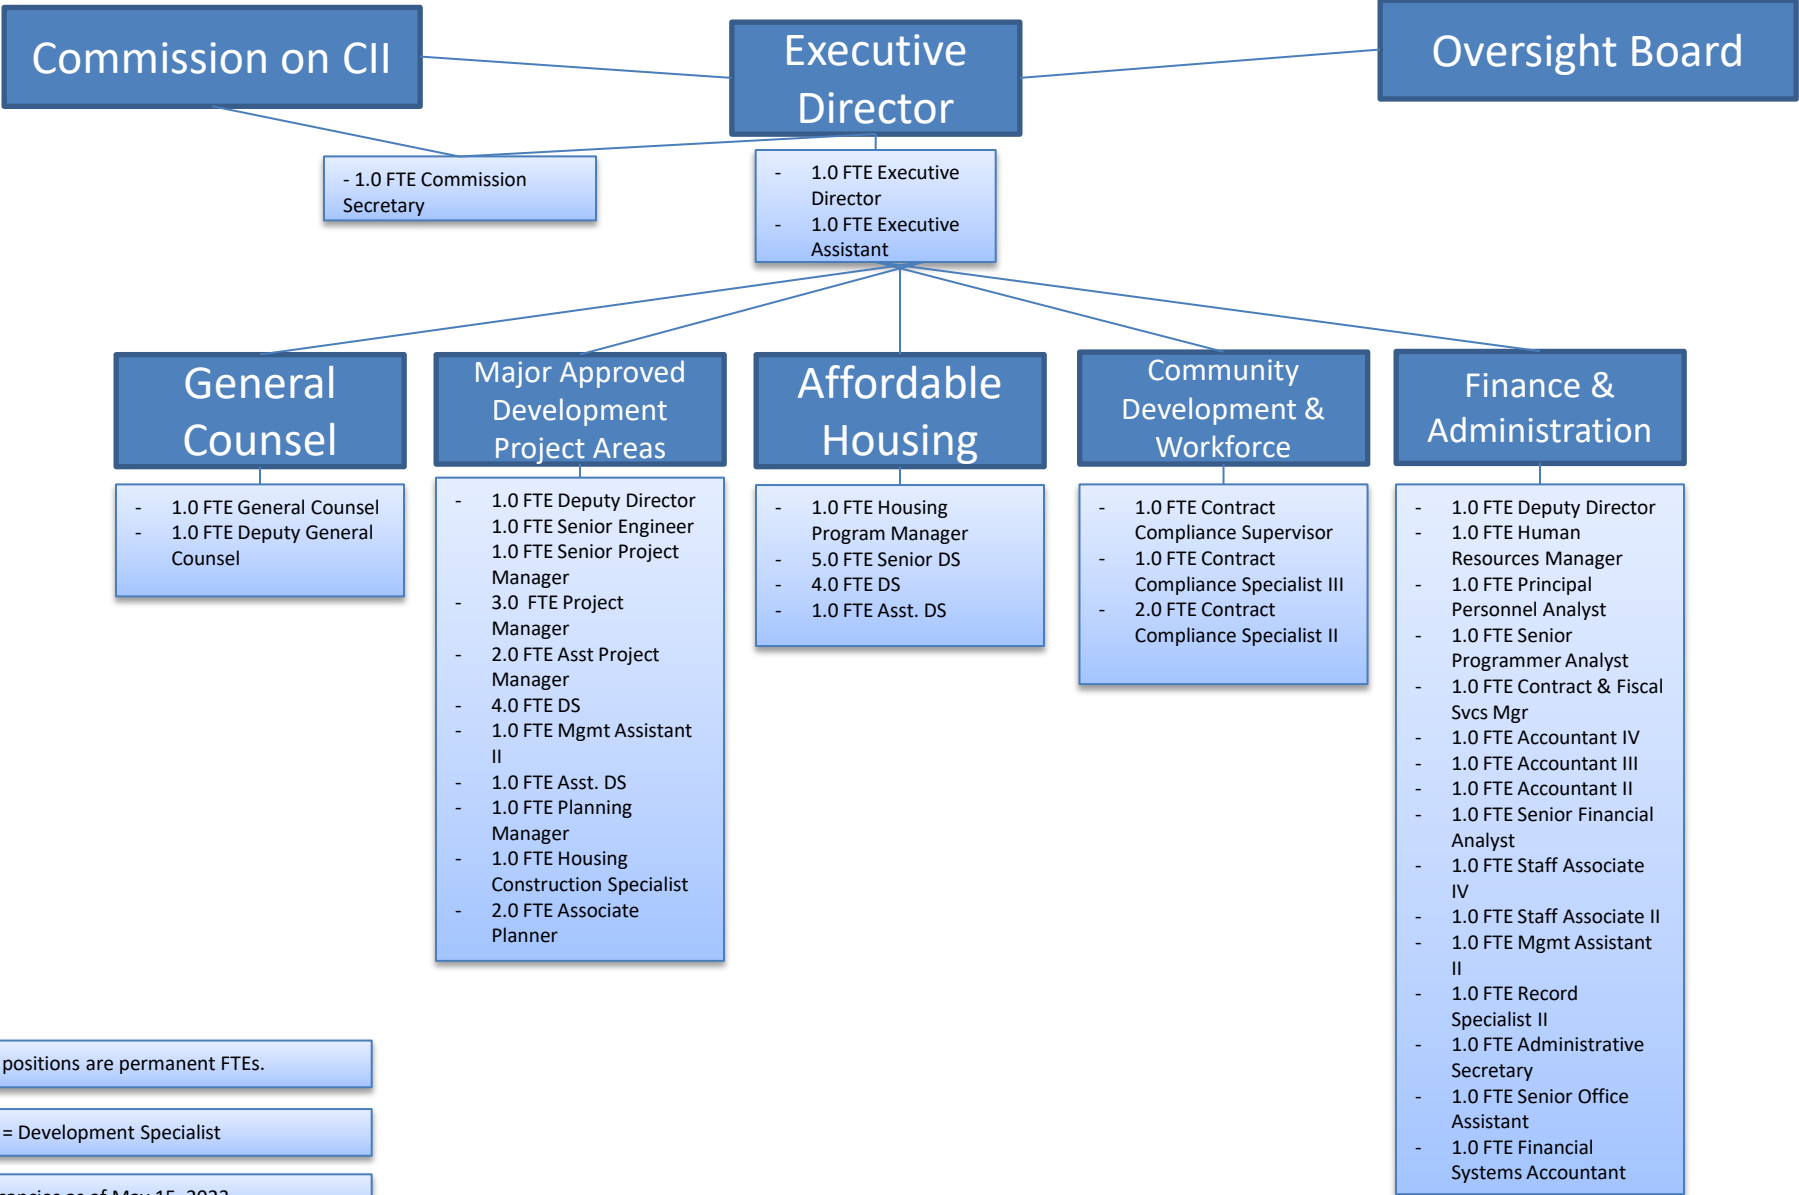 Commission on CII
Executive
Director
Oversight Board
- 1.0 FTE Commission
Secretary
- 1.0 FTE Executive
Director
- 1.0 FTE Executive
Assistant
General
Counsel
- 1.0 FTE General Counsel
- 1.0 FTE Deputy General
Counsel
Major Approved
Development
Project Areas
- 1.0 FTE Deputy Director
1.0 FTE Senior Engineer
1.0 FTE Senior Project
Manager
- 3.0 FTE Project
Manager
- 2.0 FTE Asst Project
Manager
- 4.0 FTE DS
- 1.0 FTE Mgmt Assistant
II
- 1.0 FTE Asst. DS
- 1.0 FTE Planning
Manager
- 1.0 FTE Housing
Construction Specialist
- 2.0 FTE Associate
Planner
Affordable
Housing
- 1.0 FTE Housing
Program Manager
- 5.0 FTE Senior DS
- 4.0 FTE DS
- 1.0 FTE Asst. DS
Community
Development &
Workforce
- 1.0 FTE Contract
Compliance Supervisor
- 1.0 FTE Contract
Compliance Specialist III
- 2.0 FTE Contract
Compliance Specialist II
Finance &
Administration
- 1.0 FTE Deputy Director
- 1.0 FTE Human
Resources Manager
- 1.0 FTE Principal
Personnel Analyst
- 1.0 FTE Senior
Programmer Analyst
- 1.0 FTE Contract & Fiscal
Svcs Mgr
- 1.0 FTE Accountant IV
- 1.0 FTE Accountant III
- 1.0 FTE Accountant II
- 1.0 FTE Senior Financial
Analyst
- 1.0 FTE Staff Associate
IV
- 1.0 FTE Staff Associate II
- 1.0 FTE Mgmt Assistant
II
- 1.0 FTE Record
Specialist II
- 1.0 FTE Administrative
Secretary
- 1.0 FTE Senior Office
Assistant
- 1.0 FTE Financial
Systems Accountant
positions are permanent FTEs.
= Development Specialist
as of May 15